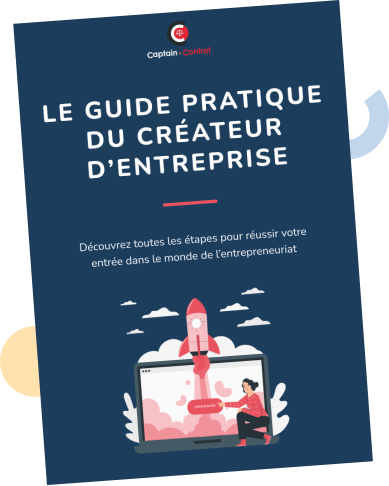 Captain · Contrat
LE GUIDE PRATIQUE
DU CRÉATEUR
D'ENTREPRISE
Découvrez toutes les étapes pour réussir votre
entrée dans le monde de l'entrepreneuriat